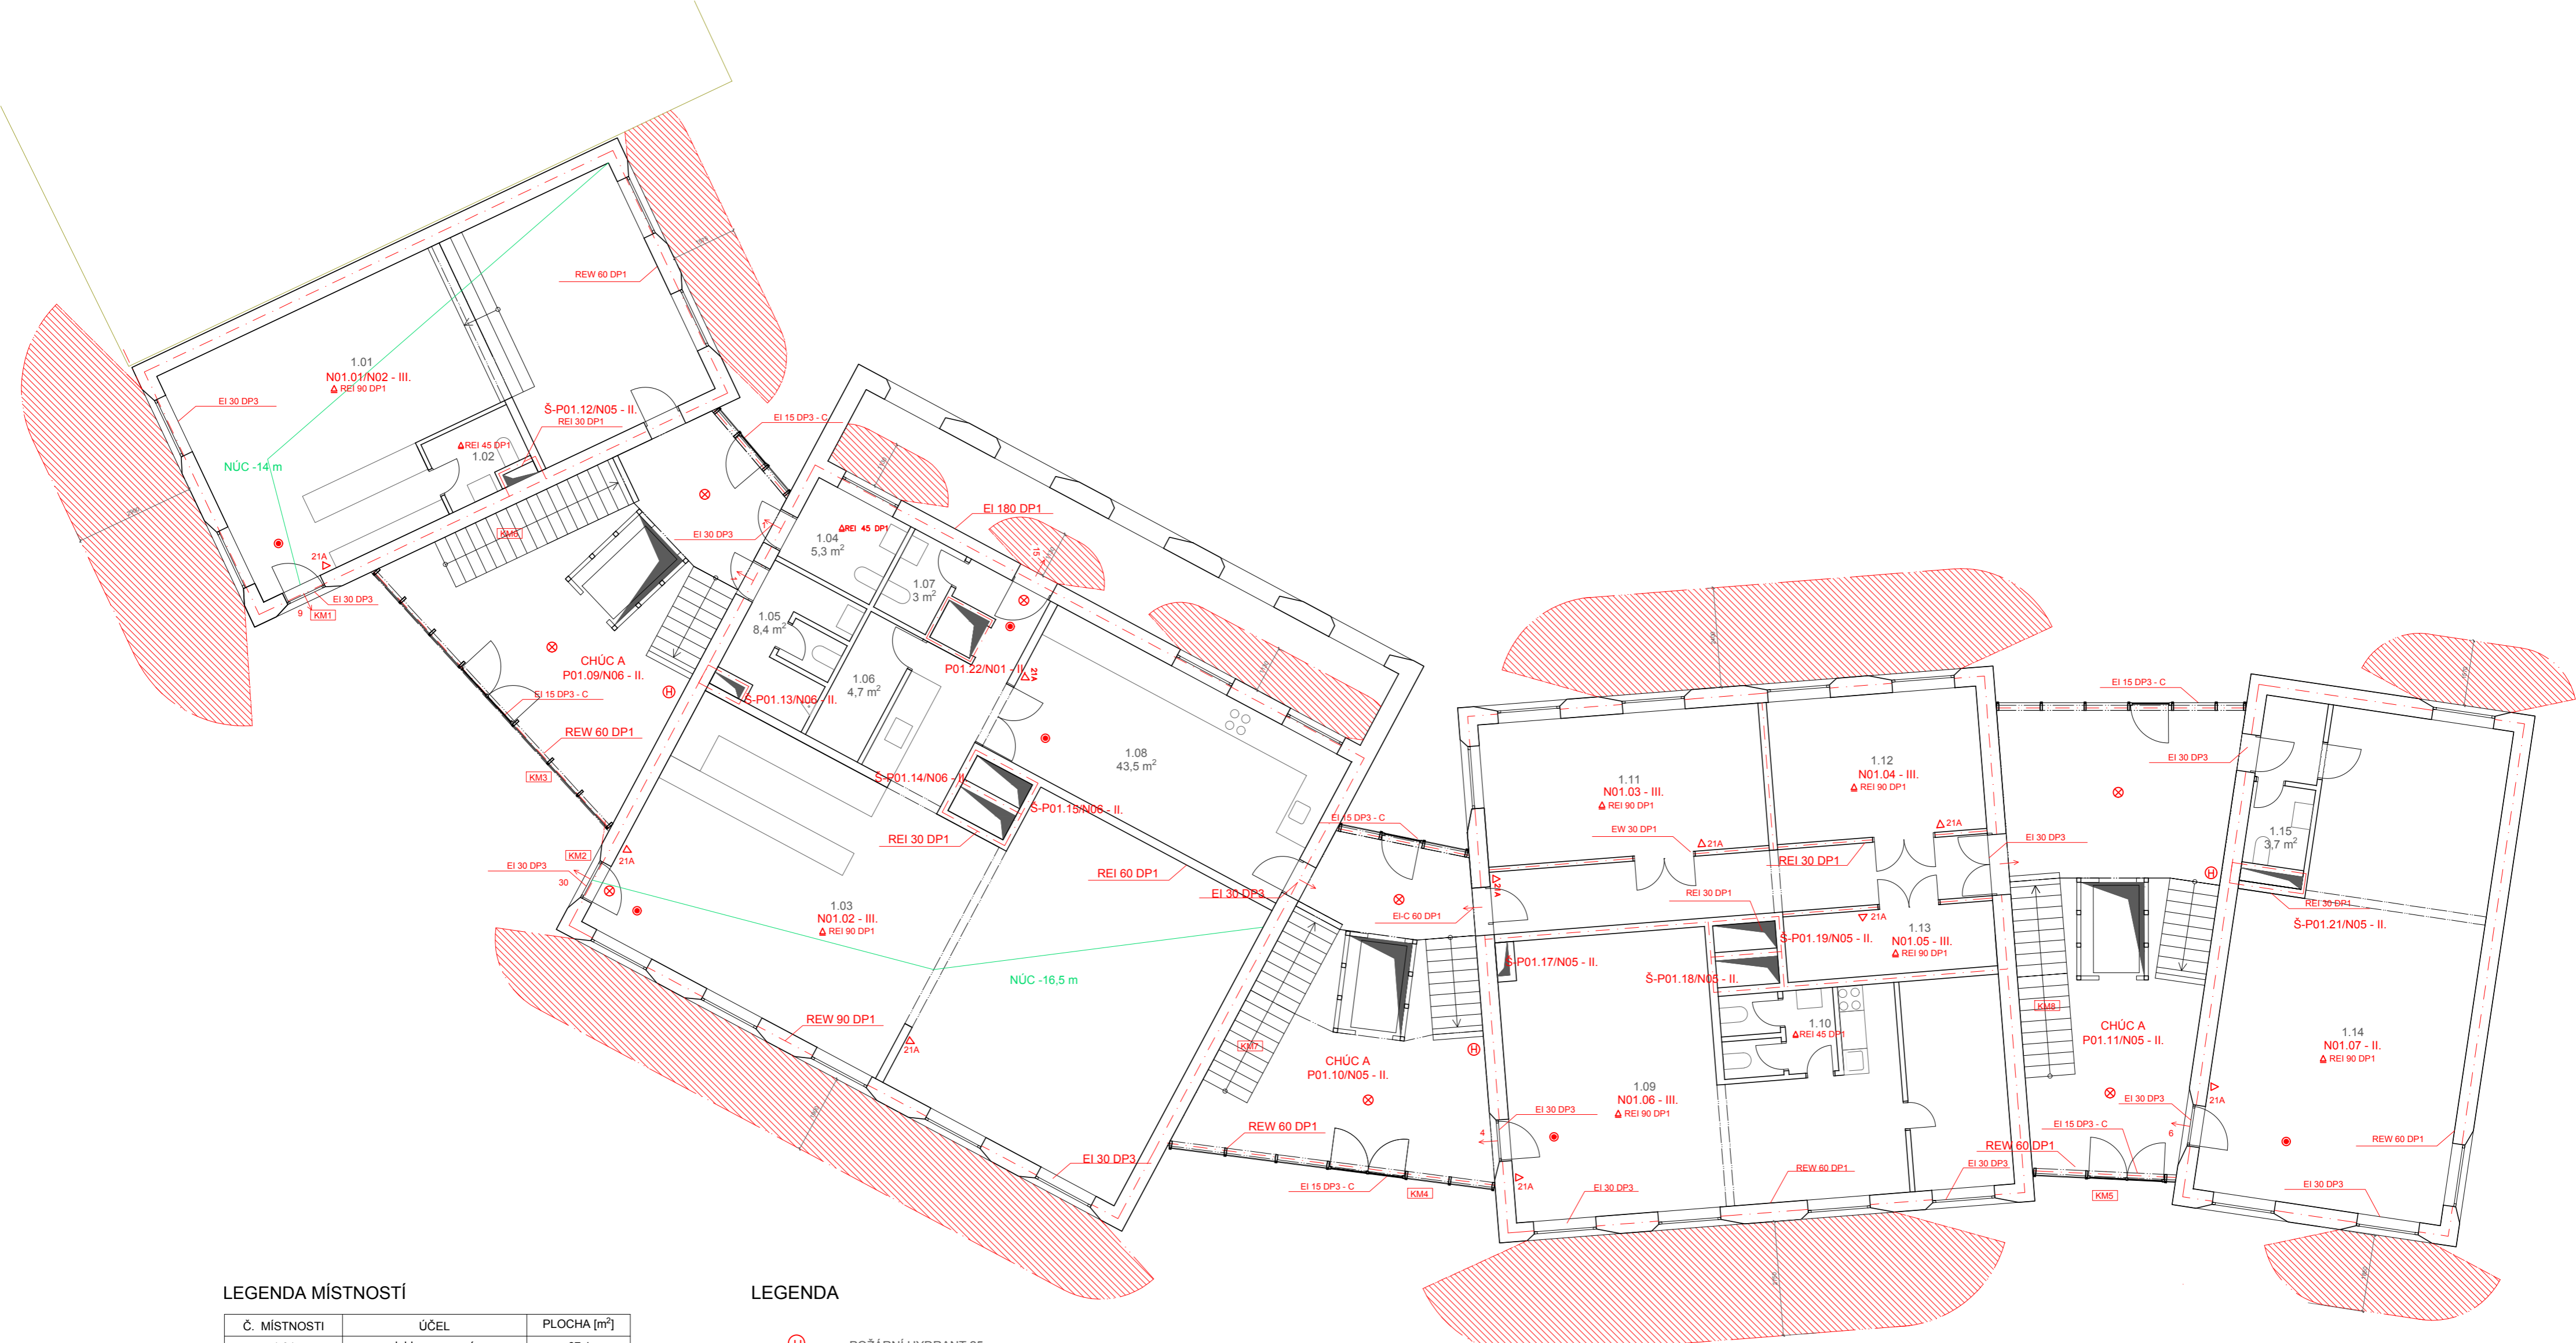 1.01
N01.01/N02 - III.
REI 90 DP1
EI 30 DP3
REW 60 DP1
Š-P01.12/N05 - II.
REI 30 DP1
REI 45 DP1
1.02
NÚC -14 m
21A
EI 30 DP3
9
KM1
2900
KM6
EI 15 DP3 - C
EI 30 DP3
CHÚC A
P01.09/N06 - II.
EI 15 DP3 - C
REW 60 DP1
KM3
H
KM2
EI 30 DP3
30
21A
1.04
5,3 m2
REI 45 DP1
EI 180 DP1
1.07
3 m2
15
1.05
8,4 m2
1.06
4,7 m2
P01.22/N01 - II.
21A
Š-P01.13/N06 - II.
Š-P01.14/N06 - II.
Š-P01.15/N06 - II.
1.08
43,5 m2
REI 30 DP1
REI 60 DP1
EI 30 DP3
1.03
N01.02 - III.
REI 90 DP1
NÚC -16,5 m
REW 90 DP1
21A
EI 30 DP3
EI 15 DP3 - C
EI-C 60 DP1
21A
KM7
H
CHÚC A
P01.10/N05 - II.
REW 60 DP1
EI 15 DP3 - C
KM4
4
EI 30 DP3
21A
2400
1.11
N01.03 - III.
REI 90 DP1
EW 30 DP1
21A
1.12
N01.04 - III.
REI 90 DP1
21A
REI 30 DP1
EI 30 DP3
REI 30 DP1
21A
1.13
N01.05 - III.
REI 90 DP1
Š-P01.19/N05 - II.
Š-P01.17/N05 - II.
Š-P01.18/N05 - II.
1.10
REI 45 DP1
1.09
N01.06 - III.
REI 90 DP1
REW 60 DP1
EI 30 DP3
EI 30 DP3
EI 15 DP3 - C
EI 30 DP3
H
1.15
3,7 m2
REI 30 DP1
Š-P01.21/N05 - II.
KM8
CHÚC A
P01.11/N05 - II.
1.14
N01.07 - II.
REI 90 DP1
21A
EI 30 DP3
6
EI 15 DP3 - C
REW 60 DP1
KM5
REW 60 DP1
EI 30 DP3
LEGENDA MÍSTNOSTÍ
Č. MÍSTNOSTI ÚČEL PLOCHA [m2]
LEGENDA
H